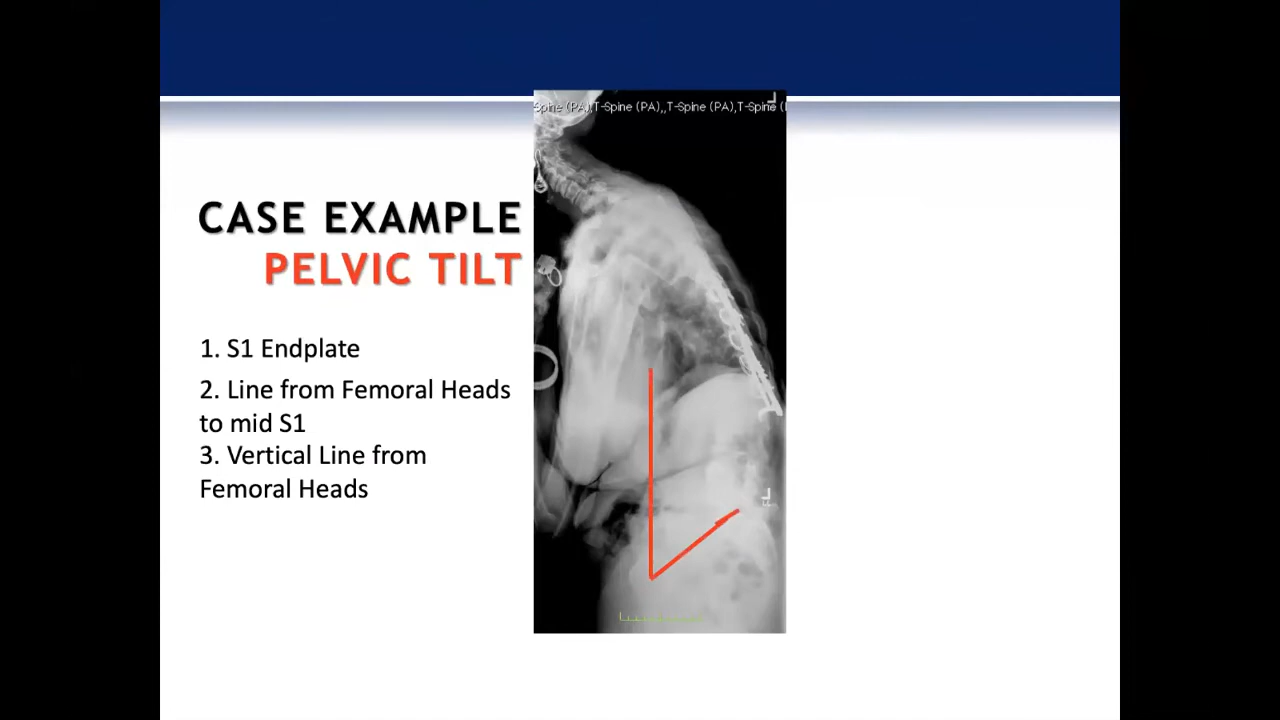 Spine (PA),T-Spine (PA),,T-Spine (PA),T-Spine (
L
CASE EXAMPLE
PELVIC TILT
1. S1 Endplate
2. Line from Femoral Heads
to mid S1
3. Vertical Line from
Femoral Heads
L